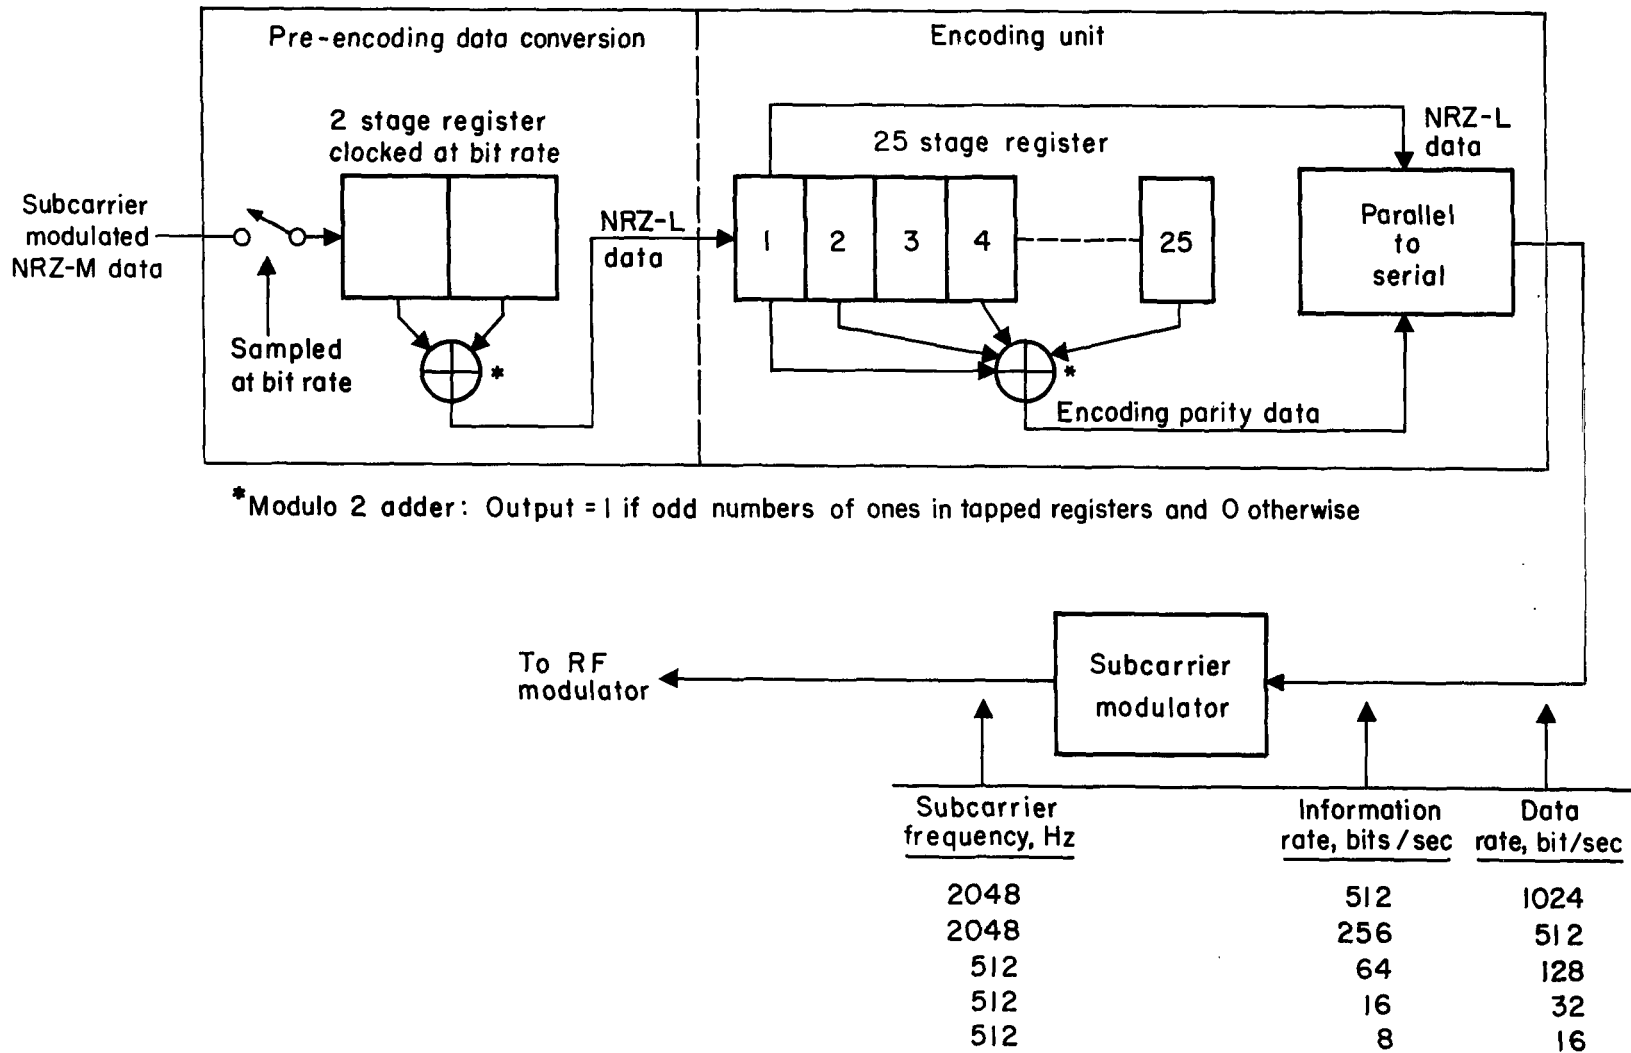 Pre-encoding data conversion
Encoding unit
2 stage register
clocked at bit rate
25 stage register
NRZ-L
data
Subcarrier
modulated
NRZ-M data
NRZ-L
data
1 2 3 4 25
Parallel
to
serial
Sampled
at bit rate
*
*
Encoding parity data
*Modulo 2 adder: Output = 1 if odd numbers of ones in tapped registers and 0 otherwise
To RF
modulator
Subcarrier
modulator
Subcarrier
frequency, Hz
Information
rate, bits/sec
Data
rate, bit/sec
2048 512 1024
2048 256 512
512 64 128
512 16 32
512 8 16